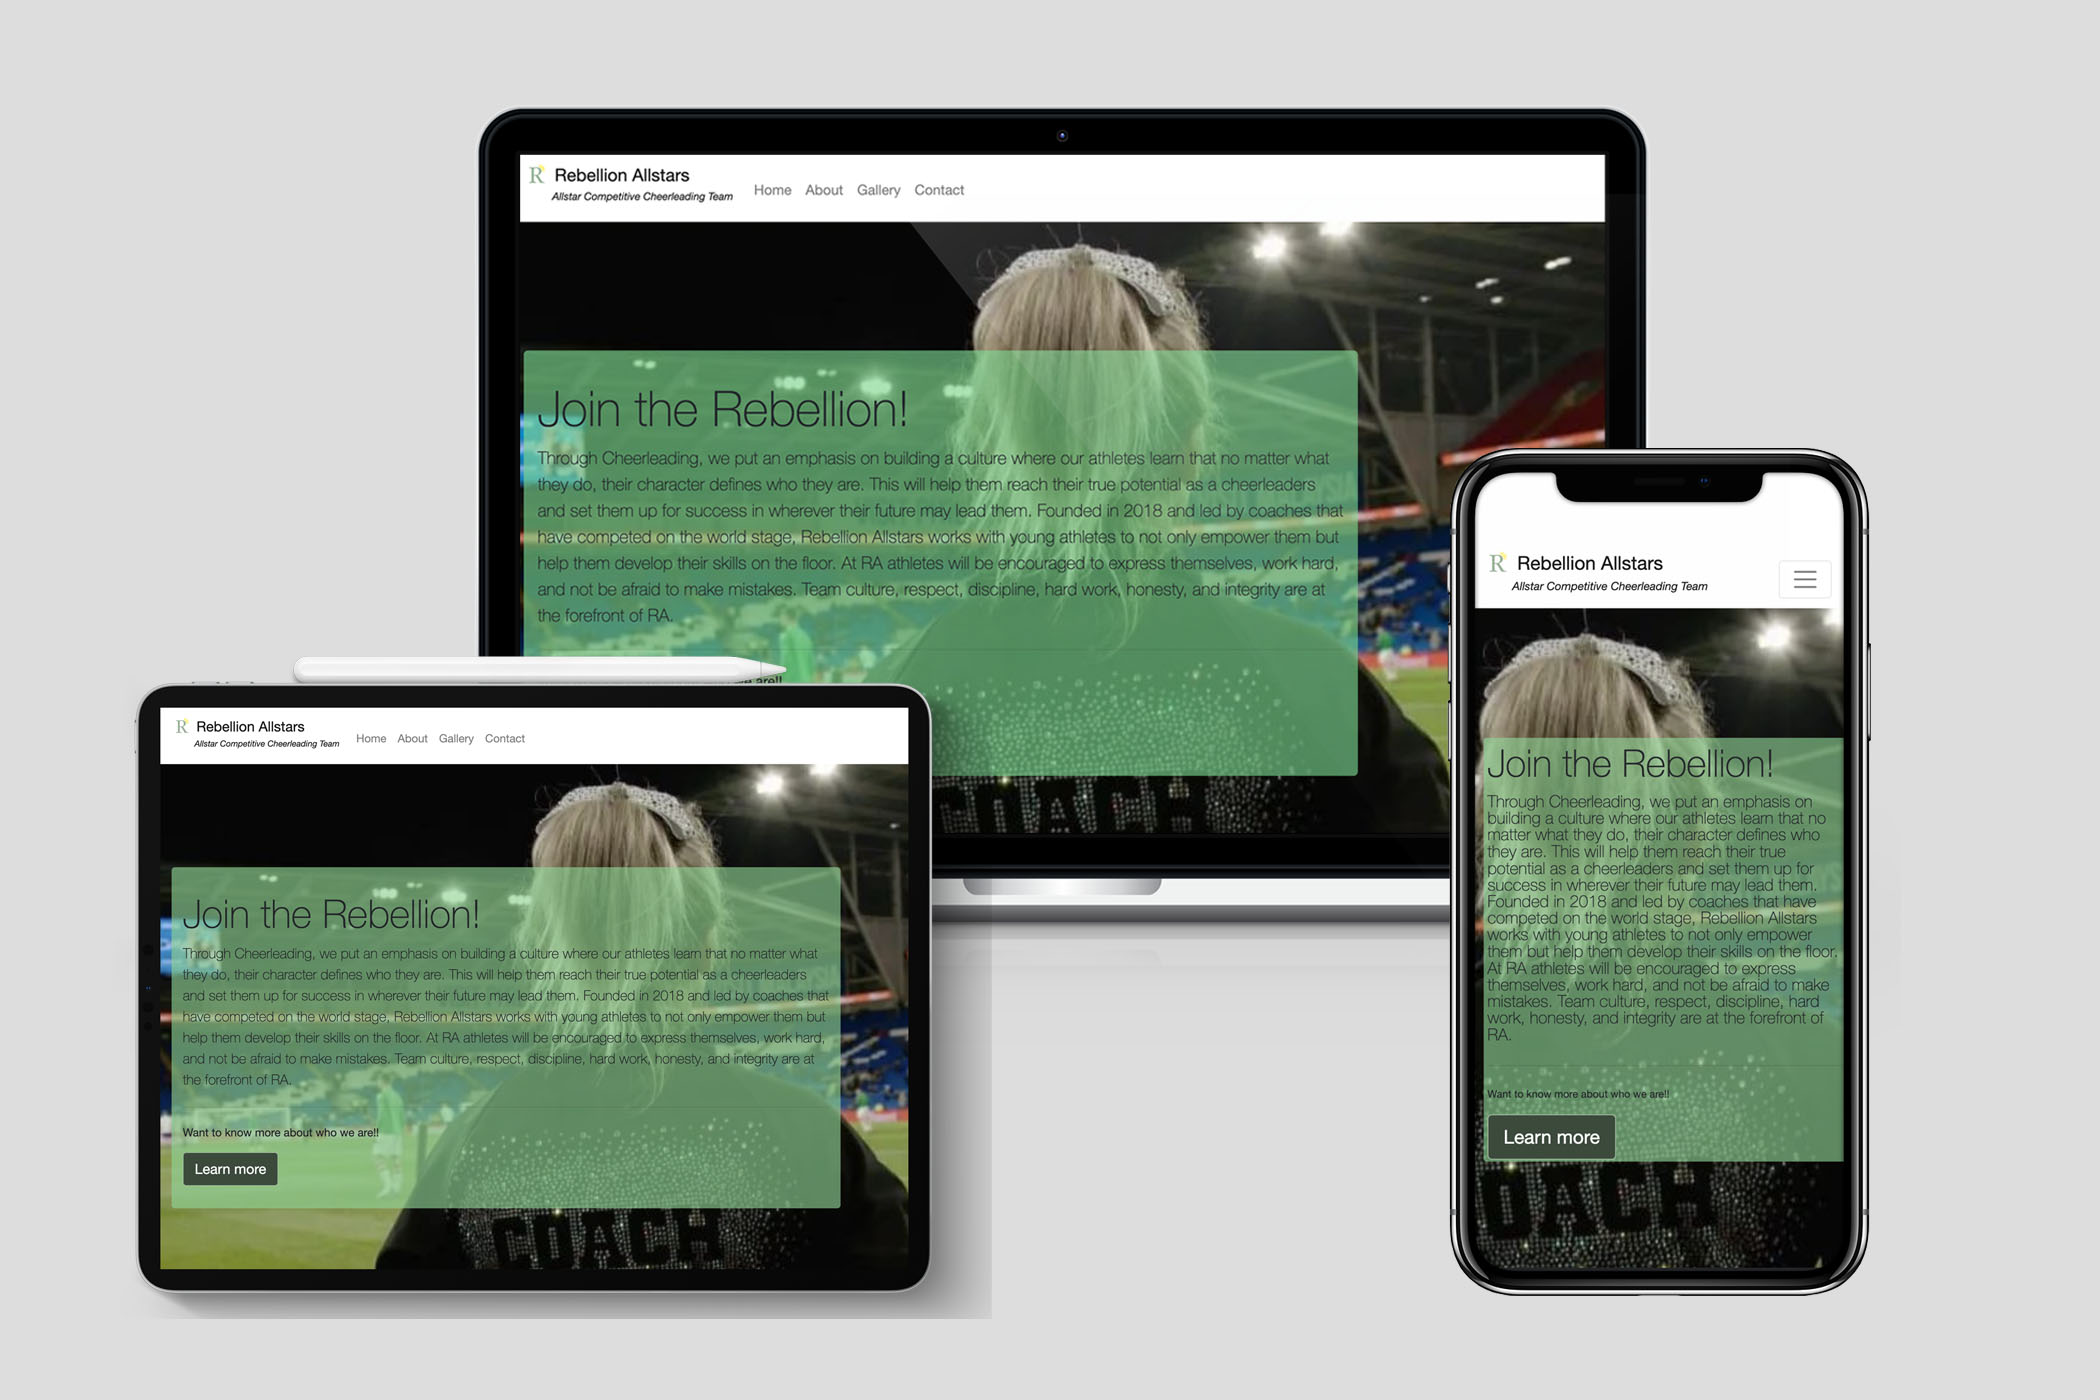 R Rebellion Allstars
Allstar Competitive Cheerleading Team
Home About Gallery Contact
Join the Rebellion!
Through Cheerleading, we put an emphasis on building a culture where our athletes learn that no matter what
they do, their character defines who they are. This will help them reach their true potential as a cheerleaders
and set them up for success in wherever their future may lead them. Founded in 2018 and led by coaches that
have competed on the world stage, Rebellion Allstars works with young athletes to not only empower them but
help them develop their skills on the floor. At RA athletes will be encouraged to express themselves, work hard,
and not be afraid to make mistakes. Team culture, respect, discipline, hard work, honesty, and integrity are at
the forefront of RA.
are!!
COACH
R Rebellion Allstars
Allstar Competitive Cheerleading Team
Home About Gallery Contact
Join the Rebellion!
Through Cheerleading, we put an emphasis on building a culture where our athletes learn that no matter what
they do, their character defines who they are. This will help them reach their true potential as a cheerleaders
and set them up for success in wherever their future may lead them. Founded in 2018 and led by coaches that
have competed on the world stage, Rebellion Allstars works with young athletes to not only empower them but
help them develop their skills on the floor. At RA athletes will be encouraged to express themselves, work hard,
and not be afraid to make mistakes. Team culture, respect, discipline, hard work, honesty, and integrity are at
the forefront of RA.
Want to know more about who we are!!
Learn more
COACH
R Rebellion Allstars
Allstar Competitive Cheerleading Team
Join the Rebellion!
Through Cheerleading, we put an emphasis on
building a culture where our athletes learn that no
matter what they do, their character defines who
they are. This will help them reach their true
potential as a cheerleaders and set them up for
success in wherever their future may lead them.
Founded in 2018 and led by coaches that have
competed on the world stage, Rebellion Allstars
works with young athletes to not only empower
them but help them develop their skills on the floor.
At RA athletes will be encouraged to express
themselves, work hard, and not be afraid to make
mistakes. Team culture, respect, discipline, hard
work, honesty, and integrity are at the forefront of
RA.
Want to know more about who we are!!
Learn more
OACH